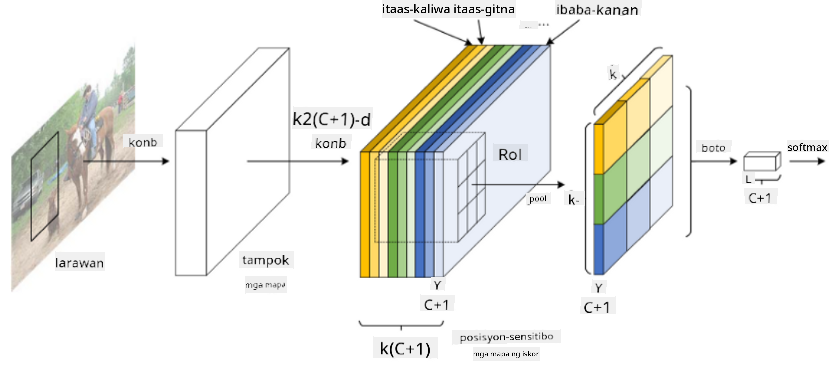 itaas-kaliwa itaas-gitna
ibaba-kanan
konb
k2(C+1)-d
konb
RoI
pool
k
k-
boto
softmax
C+1
larawan
tampok
mga mapa
C+1
C+1
k(C+1)
posisyon-sensitibo
mga mapa ng iskor